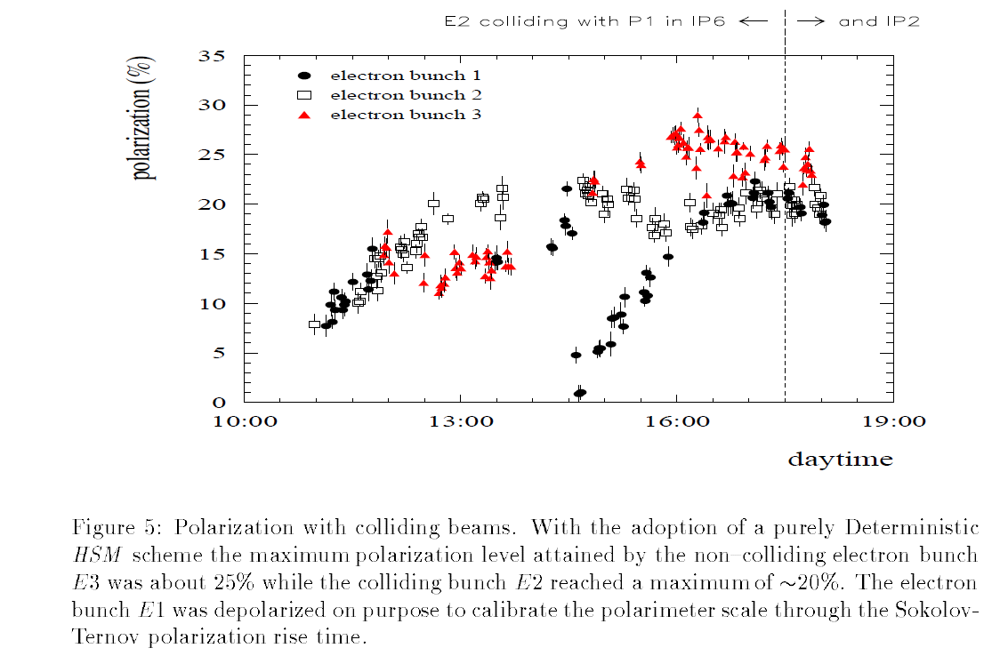 E2 colliding with P1 in IP6 ← → and IP2
polarization (%)
35
30
25
20
15
10
5
0
electron bunch 1
electron bunch 2
electron bunch 3
10:00 13:00 16:00 19:00
daytime
Figure 5: Polarization with colliding beams. With the adoption of a purely Deterministic
HSM scheme the maximum polarization level attained by the non–colliding electron bunch
E3 was about 25% while the colliding bunch E2 reached a maximum of ∼20%. The electron
bunch E1 was depolarized on purpose to calibrate the polarimeter scale through the Sokolov-
Ternov polarization rise time.